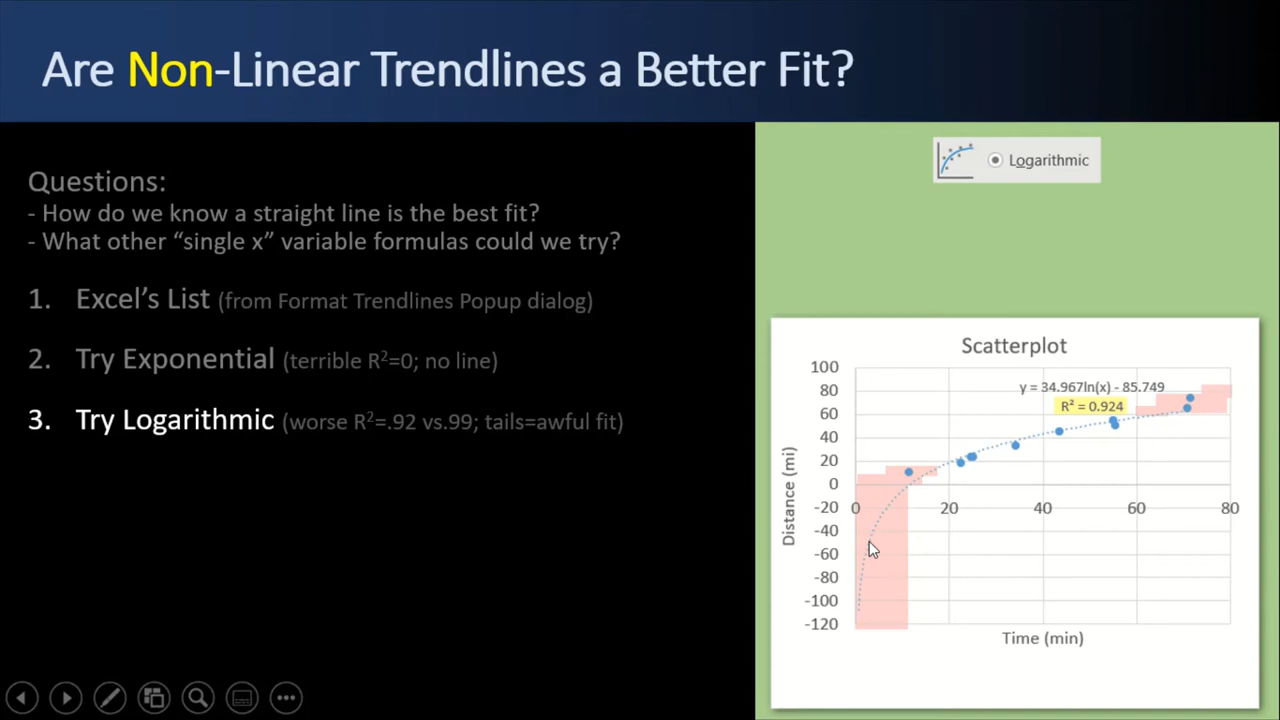 Are Non-Linear Trendlines a Better Fit?
Questions:
- How do we know a straight line is the best fit?
- What other “single x” variable formulas could we try?
1. Excel’s List (from Format Trendlines Popup dialog)
2. Try Exponential (terrible R²=0; no line)
3. Try Logarithmic (worse R²=.92 vs.99; tails=awful fit)
Logarithmic
Scatterplot
y = 34.967ln(x) - 85.749
R² = 0.924
100
80
60
40
20
0
-20
-40
-60
-80
-100
-120
0 20 40 60 80
Distance (mi)
Time (min)